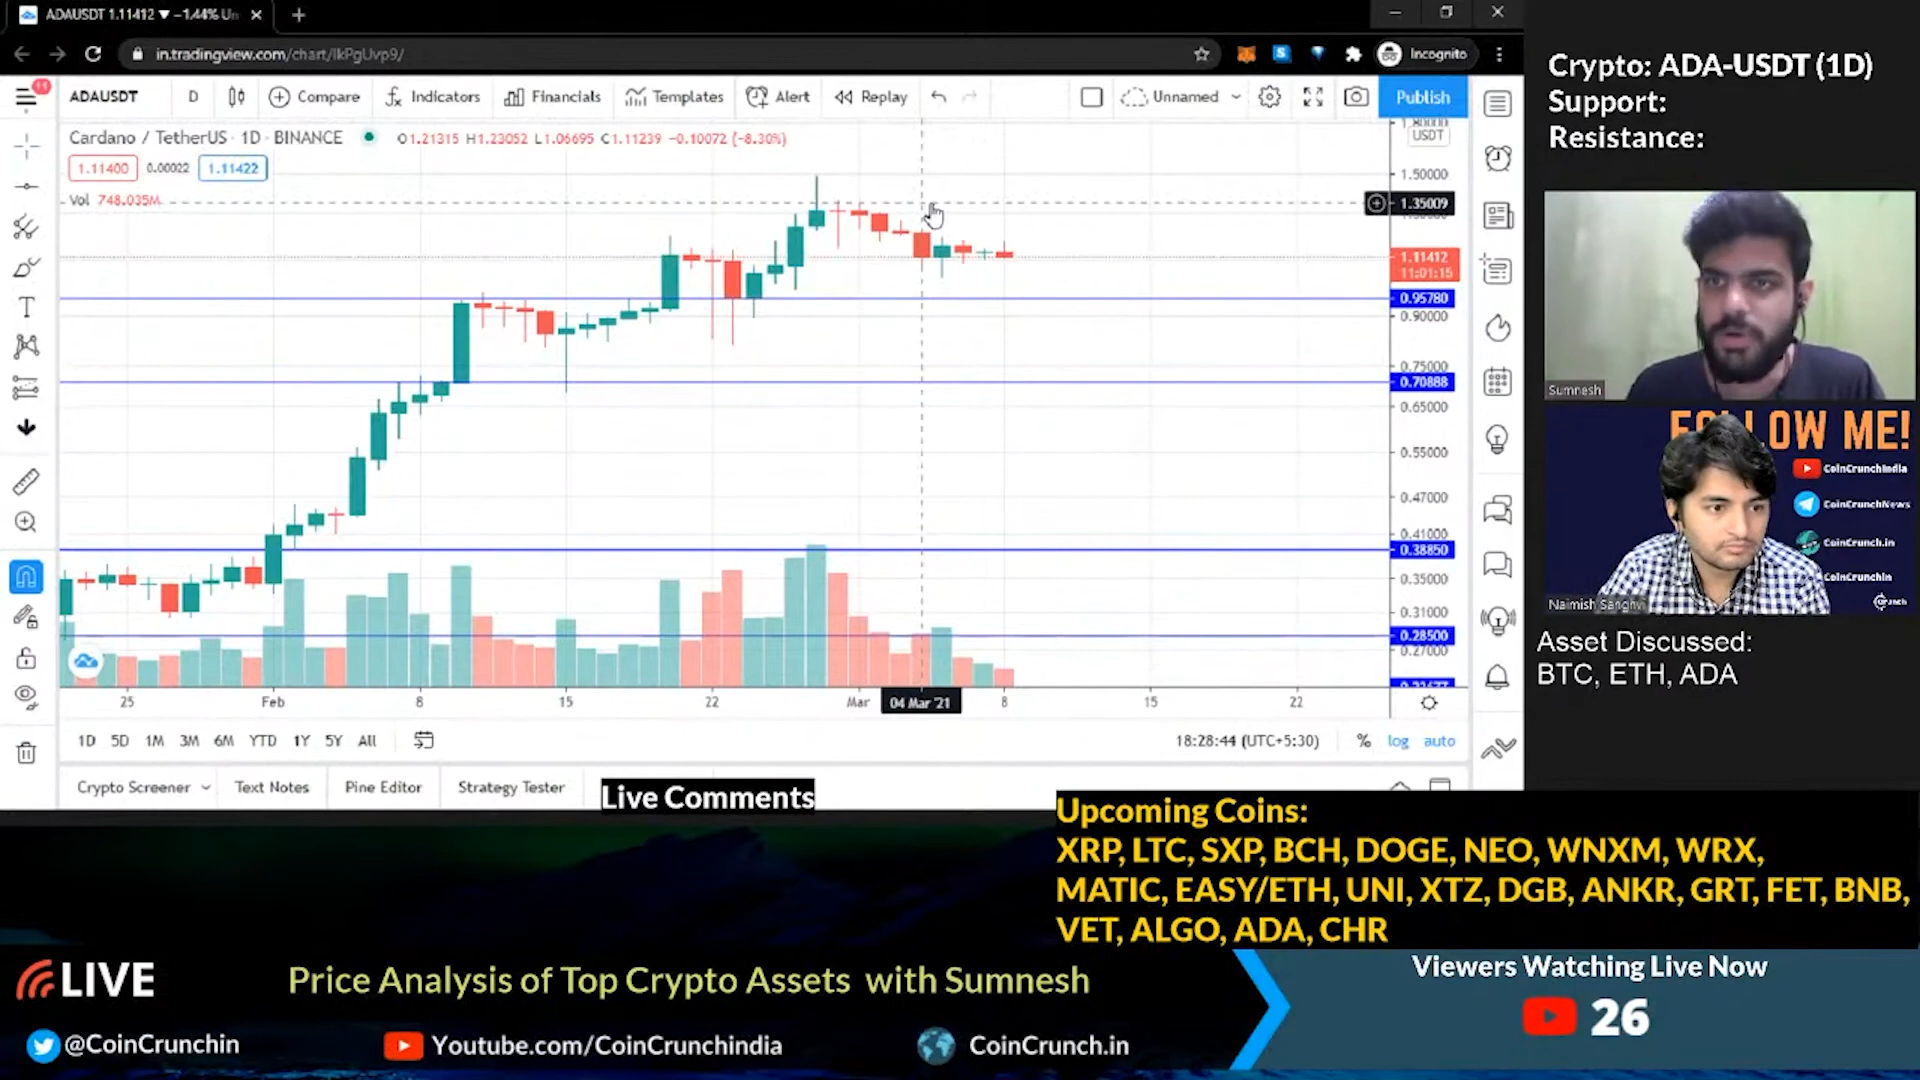 ADAUSDT 1.11412 ▼ −1.44% Un
in.tradingview.com/chart/IkPgUvp9/
Incognito
11
ADAUSDT D Compare Indicators Financials Templates Alert Replay Unnamed Publish
Cardano / TetherUS · 1D · BINANCE O1.21315 H1.23052 L1.06695 C1.11239 −0.10072 (−8.30%)
1.11400 0.00022 1.11422
Vol 748.035M
USDT
1.50000
1.35009
1.11412
11:01:15
0.95780
0.90000
0.75000
0.70888
0.65000
0.55000
0.47000
0.41000
0.38850
0.35000
0.31000
0.28500
0.27000
25 Feb 8 15 22 Mar 04 Mar '21 8 15 22
1D 5D 1M 3M 6M YTD 1Y 5Y All 18:28:44 (UTC+5:30) % log auto
Crypto Screener Text Notes Pine Editor Strategy Tester
Live Comments
Crypto: ADA-USDT (1D)
Support:
Resistance:
Sumnesh
FOLLOW ME!
CoinCrunchIndia
CoinCrunchNews
CoinCrunch.in
CoinCrunchin
Naimish Sanghvi
Asset Discussed:
BTC, ETH, ADA
Upcoming Coins:
XRP, LTC, SXP, BCH, DOGE, NEO, WNXM, WRX,
MATIC, EASY/ETH, UNI, XTZ, DGB, ANKR, GRT, FET, BNB,
VET, ALGO, ADA, CHR
LIVE
Price Analysis of Top Crypto Assets with Sumnesh
@CoinCrunchin
Youtube.com/CoinCrunchindia
CoinCrunch.in
Viewers Watching Live Now
26